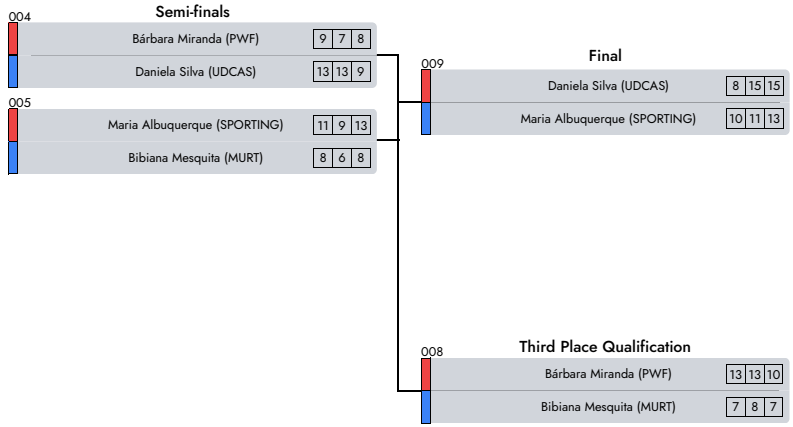 Semi-finals
004
Bárbara Miranda (PWF) 9 7 8
Daniela Silva (UDCAS) 13 13 9
005
Maria Albuquerque (SPORTING) 11 9 13
Bibiana Mesquita (MURT) 8 6 8
Final
009
Daniela Silva (UDCAS) 8 15 15
Maria Albuquerque (SPORTING) 10 11 13
Third Place Qualification
008
Bárbara Miranda (PWF) 13 13 10
Bibiana Mesquita (MURT) 7 8 7